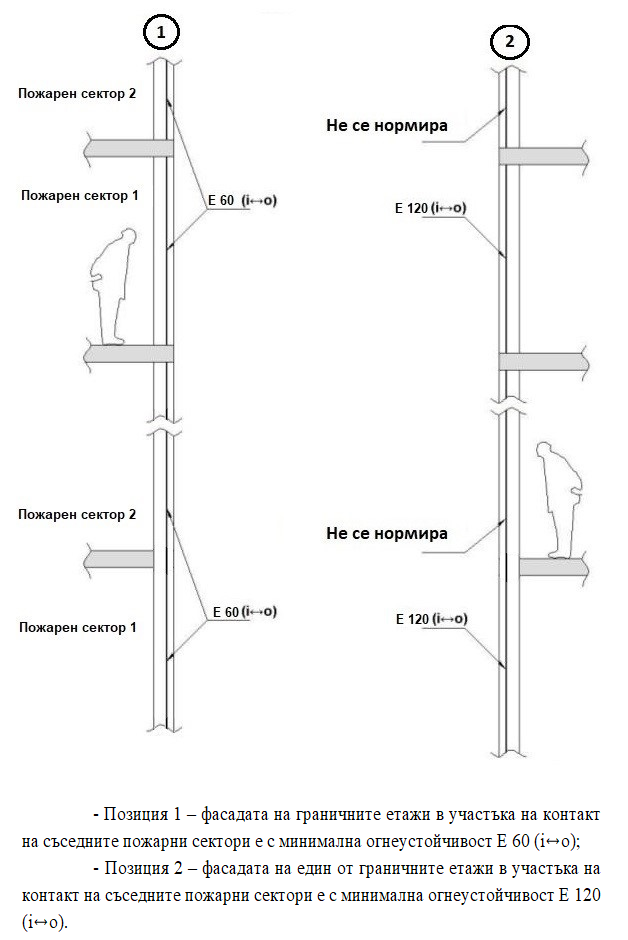 1
2
Пожарен сектор 2
Не се нормира
Пожарен сектор 1
E 60 (i↔o)
E 120 (i↔o)
Пожарен сектор 2
Не се нормира
Пожарен сектор 1
E 60 (i↔o)
E 120 (i↔o)
- Позиция 1 – фасадата на граничните етажи в участъка на контакт
на съседните пожарни сектори е с минимална огнеустойчивост E 60 (i↔o);
- Позиция 2 – фасадата на един от граничните етажи в участъка на
контакт на съседните пожарни сектори е с минимална огнеустойчивост E 120
(i↔o).